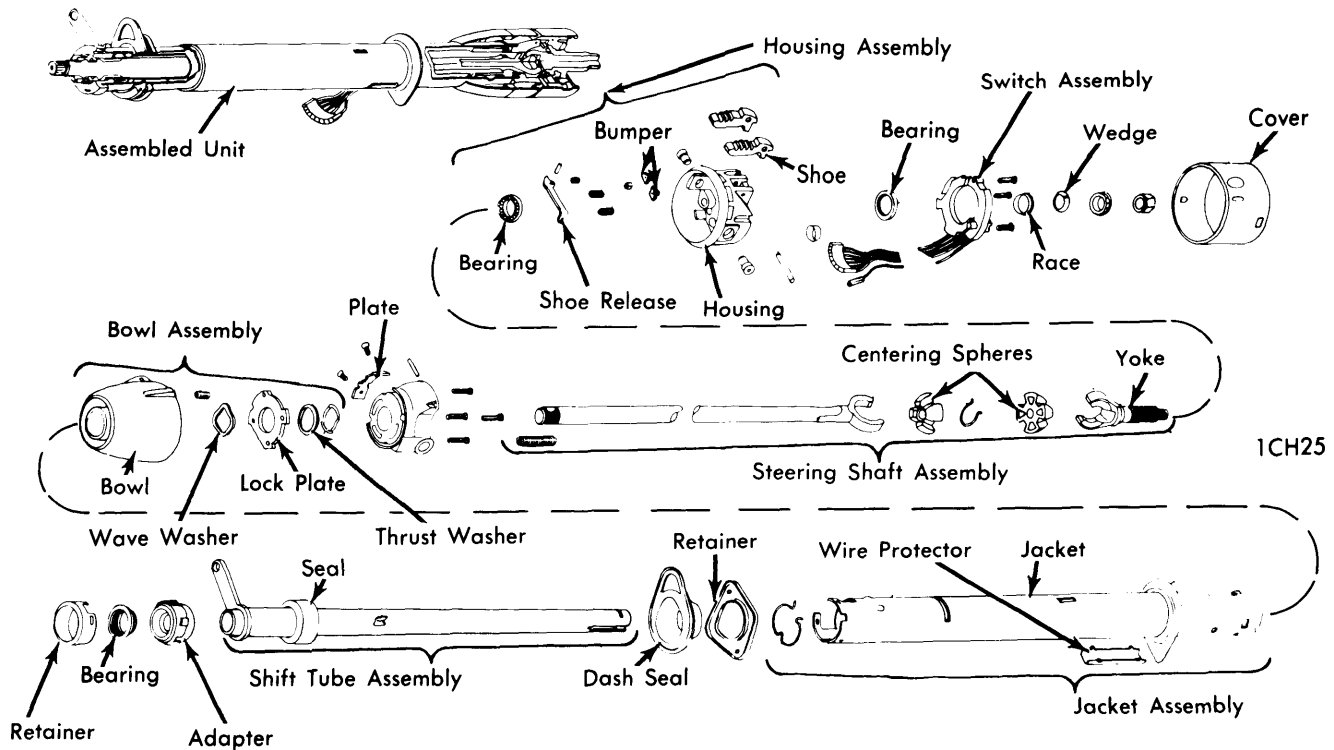 Housing Assembly
Switch Assembly
Cover
Assembled Unit
Bumper
Bearing
Wedge
Shoe
Bearing
Shoe Release
Housing
Race
Bowl Assembly
Plate
Centering Spheres
Yoke
Bowl
Lock Plate
Steering Shaft Assembly
1CH25
Wave Washer
Thrust Washer
Seal
Retainer
Wire Protector
Jacket
Bearing
Shift Tube Assembly
Dash Seal
Jacket Assembly
Retainer
Adapter